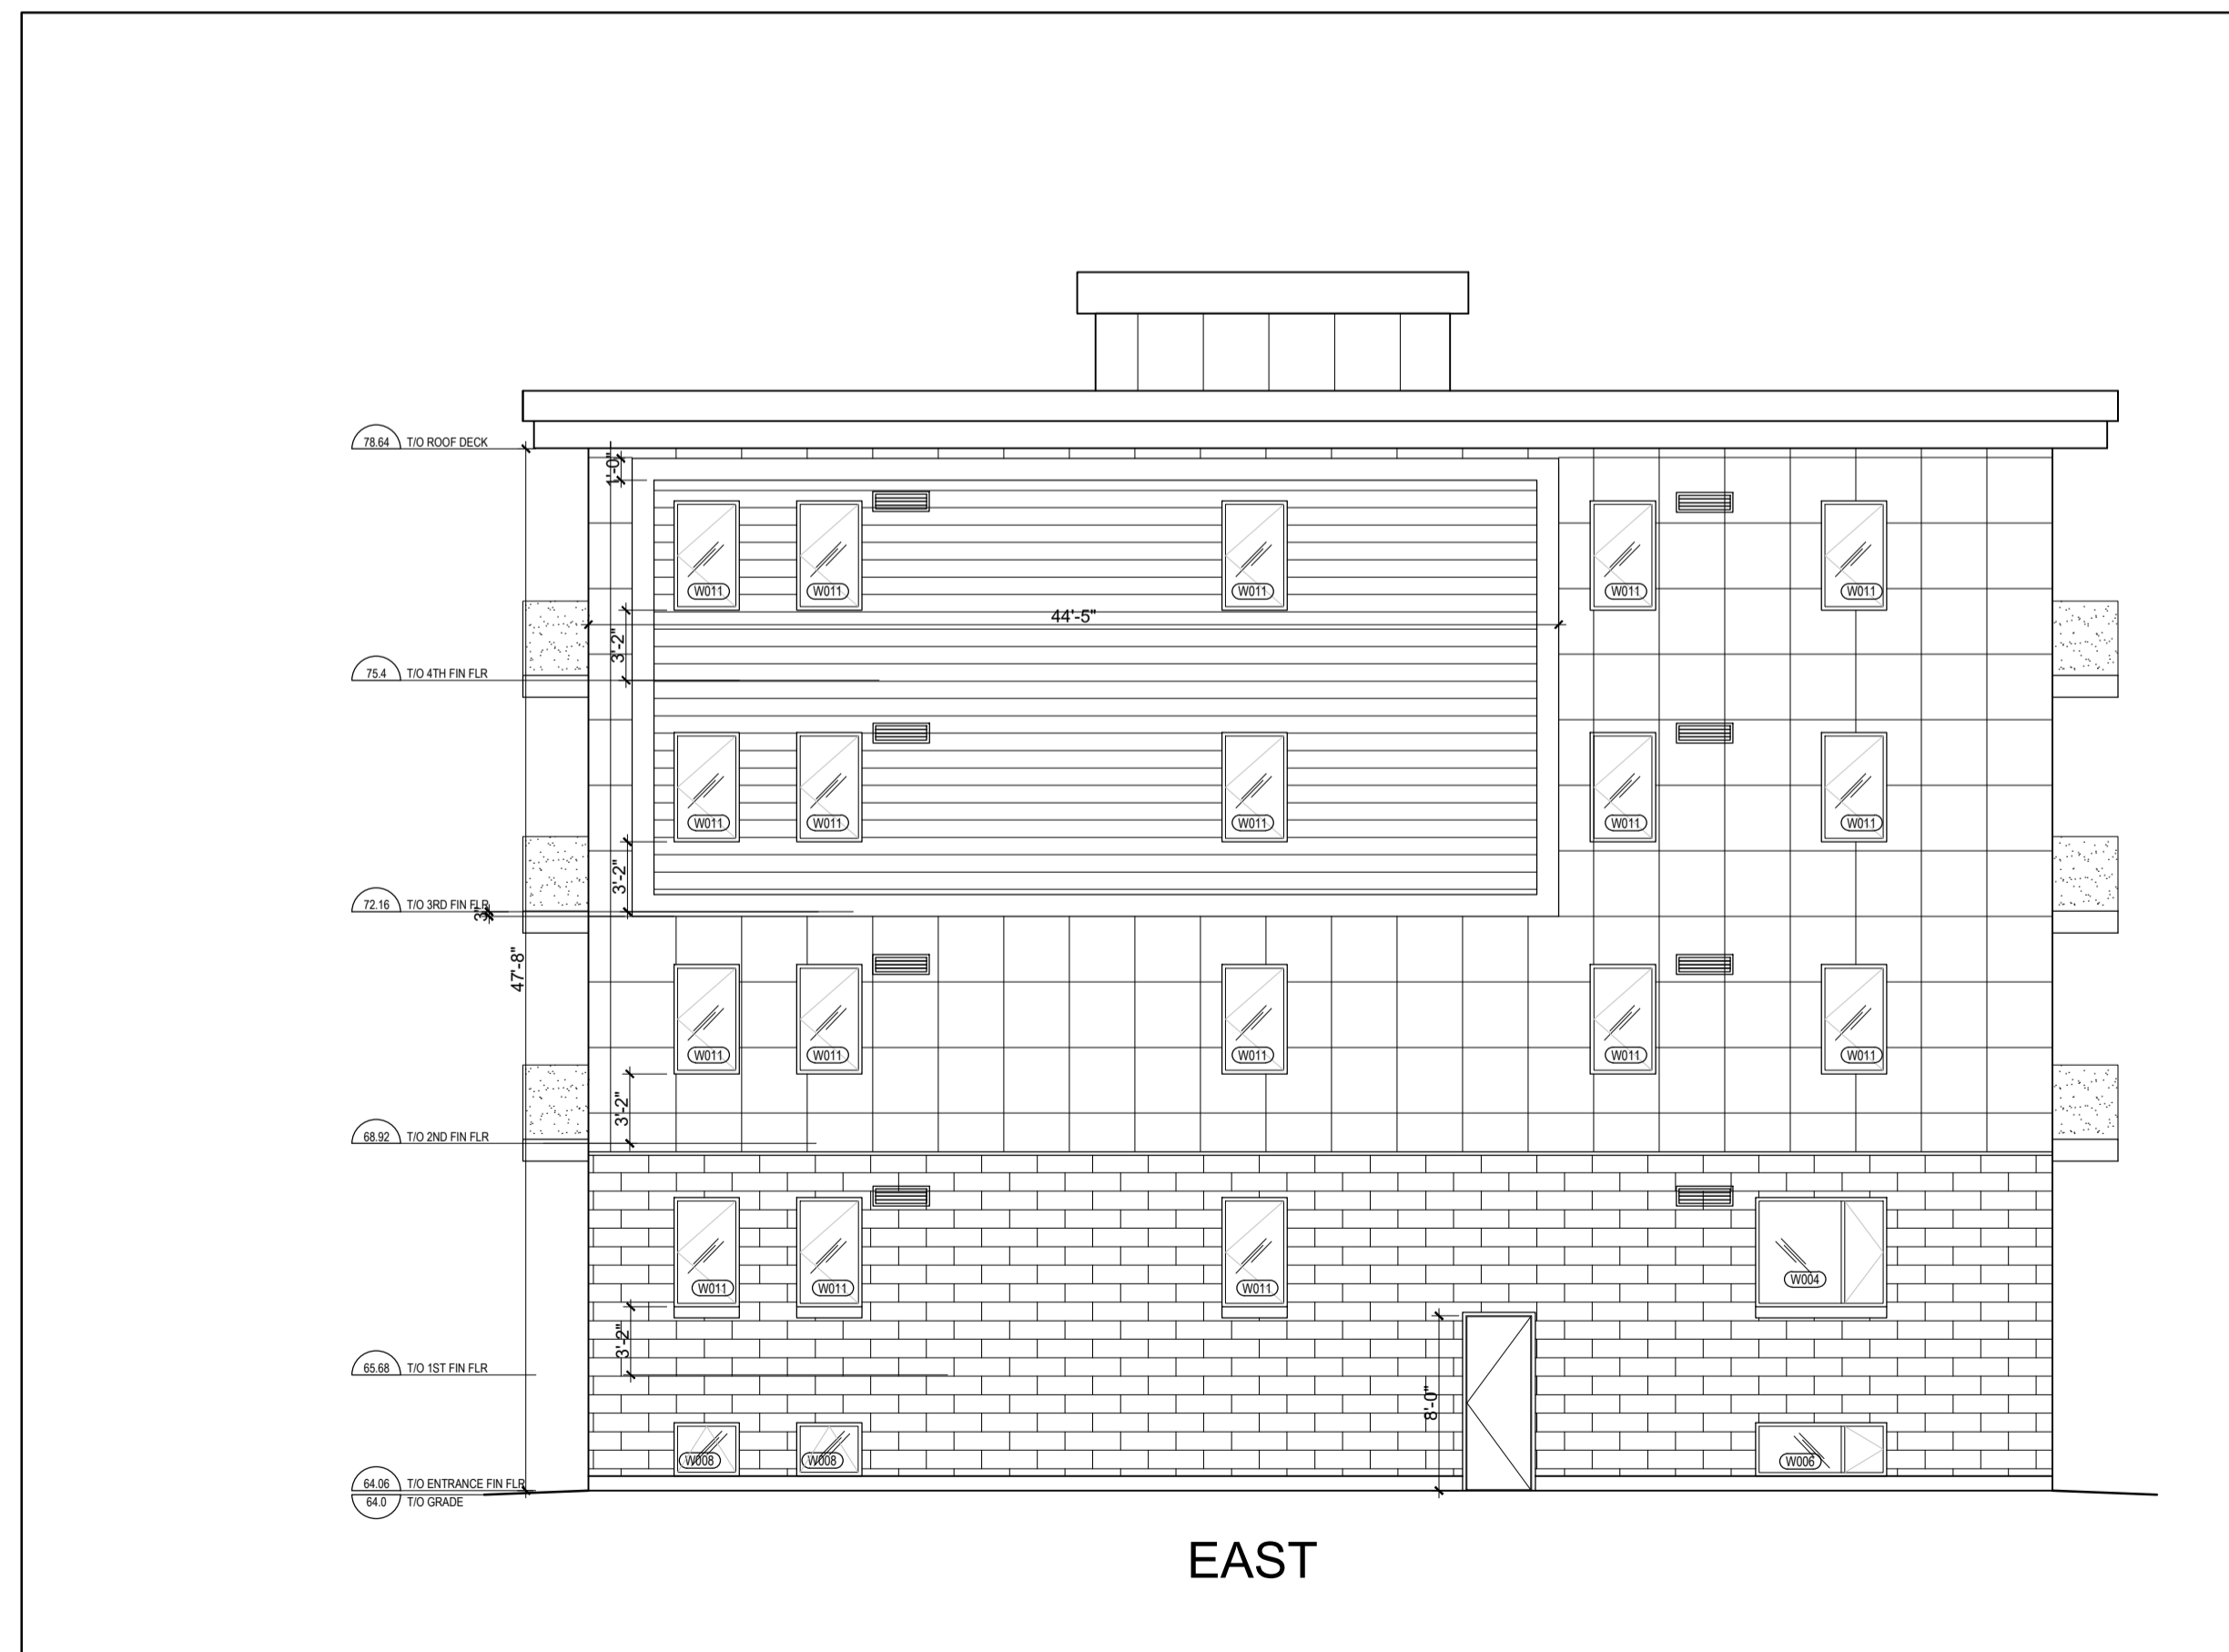 78.64 T/O ROOF DECK
1'-0"
W011 W011 W011 W011 W011
44'-5"
3'-2"
75.4 T/O 4TH FIN FLR
W011 W011 W011 W011 W011
3'-2"
72.16 T/O 3RD FIN FLR
3"
47'-8"
W011 W011 W011 W011 W011
3'-2"
68.92 T/O 2ND FIN FLR
W011 W011 W011 W004
3'-2"
65.68 T/O 1ST FIN FLR
8'-0"
W008 W008 W006
64.06 T/O ENTRANCE FIN FLR
64.0 T/O GRADE
EAST